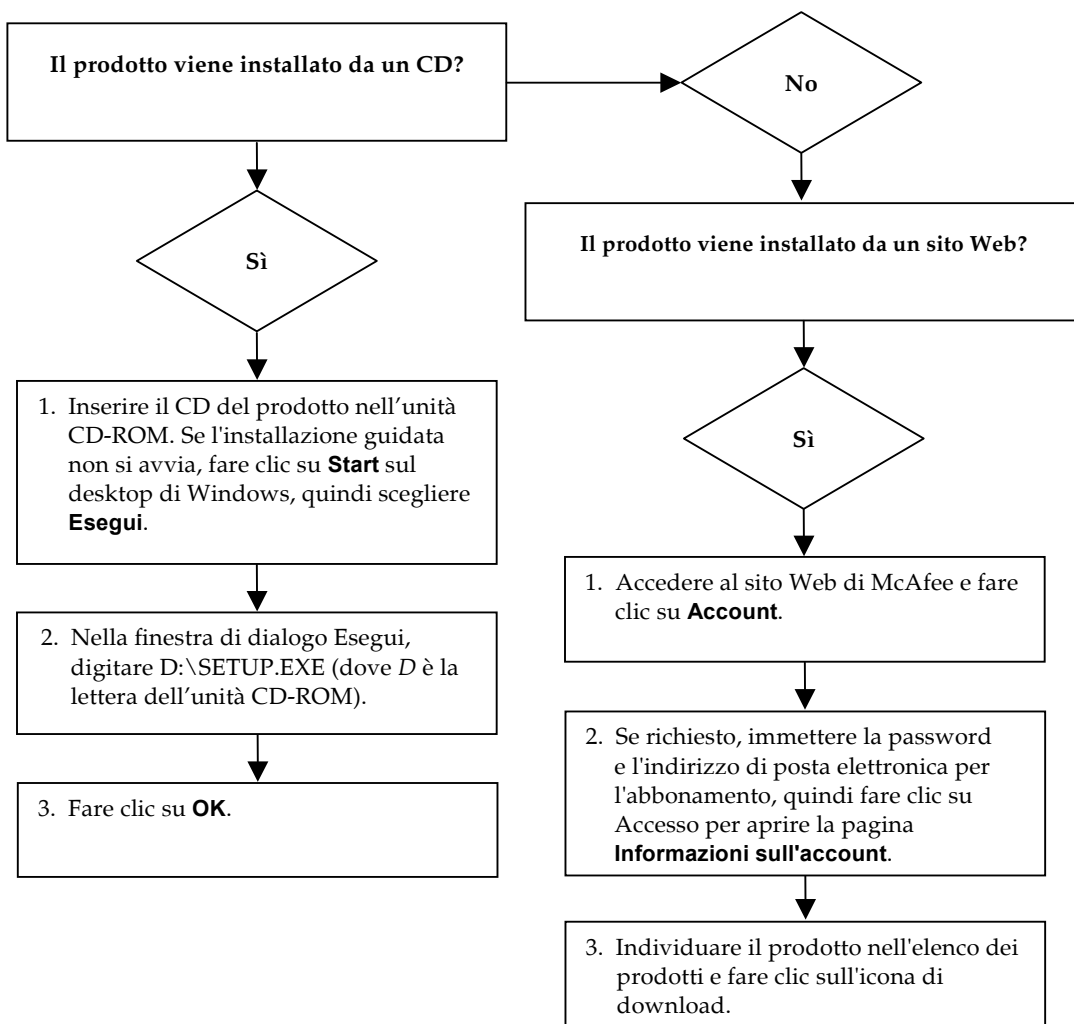 Il prodotto viene installato da un CD?
No
Sì
Il prodotto viene installato da un sito Web?
Sì
1. Inserire il CD del prodotto nell’unità
CD-ROM. Se l'installazione guidata
non si avvia, fare clic su Start sul
desktop di Windows, quindi scegliere
Esegui.
2. Nella finestra di dialogo Esegui,
digitare D:\SETUP.EXE (dove D è la
lettera dell’unità CD-ROM).
3. Fare clic su OK.
1. Accedere al sito Web di McAfee e fare
clic su Account.
2. Se richiesto, immettere la password
e l'indirizzo di posta elettronica per
l'abbonamento, quindi fare clic su
Accesso per aprire la pagina
Informazioni sull'account.
3. Individuare il prodotto nell'elenco dei
prodotti e fare clic sull'icona di
download.